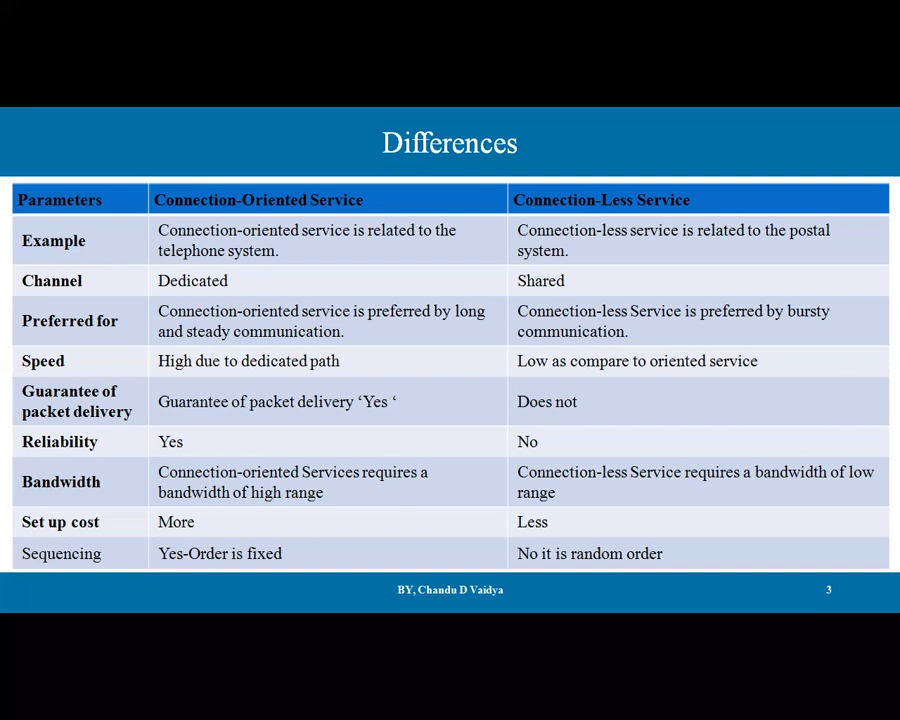 Differences
Parameters Connection-Oriented Service Connection-Less Service
Example
Connection-oriented service is related to the
telephone system.
Connection-less service is related to the postal
system.
Channel Dedicated Shared
Preferred for
Connection-oriented service is preferred by long
and steady communication.
Connection-less Service is preferred by bursty
communication.
Speed High due to dedicated path Low as compare to oriented service
Guarantee of
packet delivery
Guarantee of packet delivery ‘Yes ‘
Does not
Reliability Yes No
Bandwidth
Connection-oriented Services requires a
bandwidth of high range
Connection-less Service requires a bandwidth of low
range
Set up cost More Less
Sequencing Yes-Order is fixed No it is random order
BY, Chandu D Vaidya 3